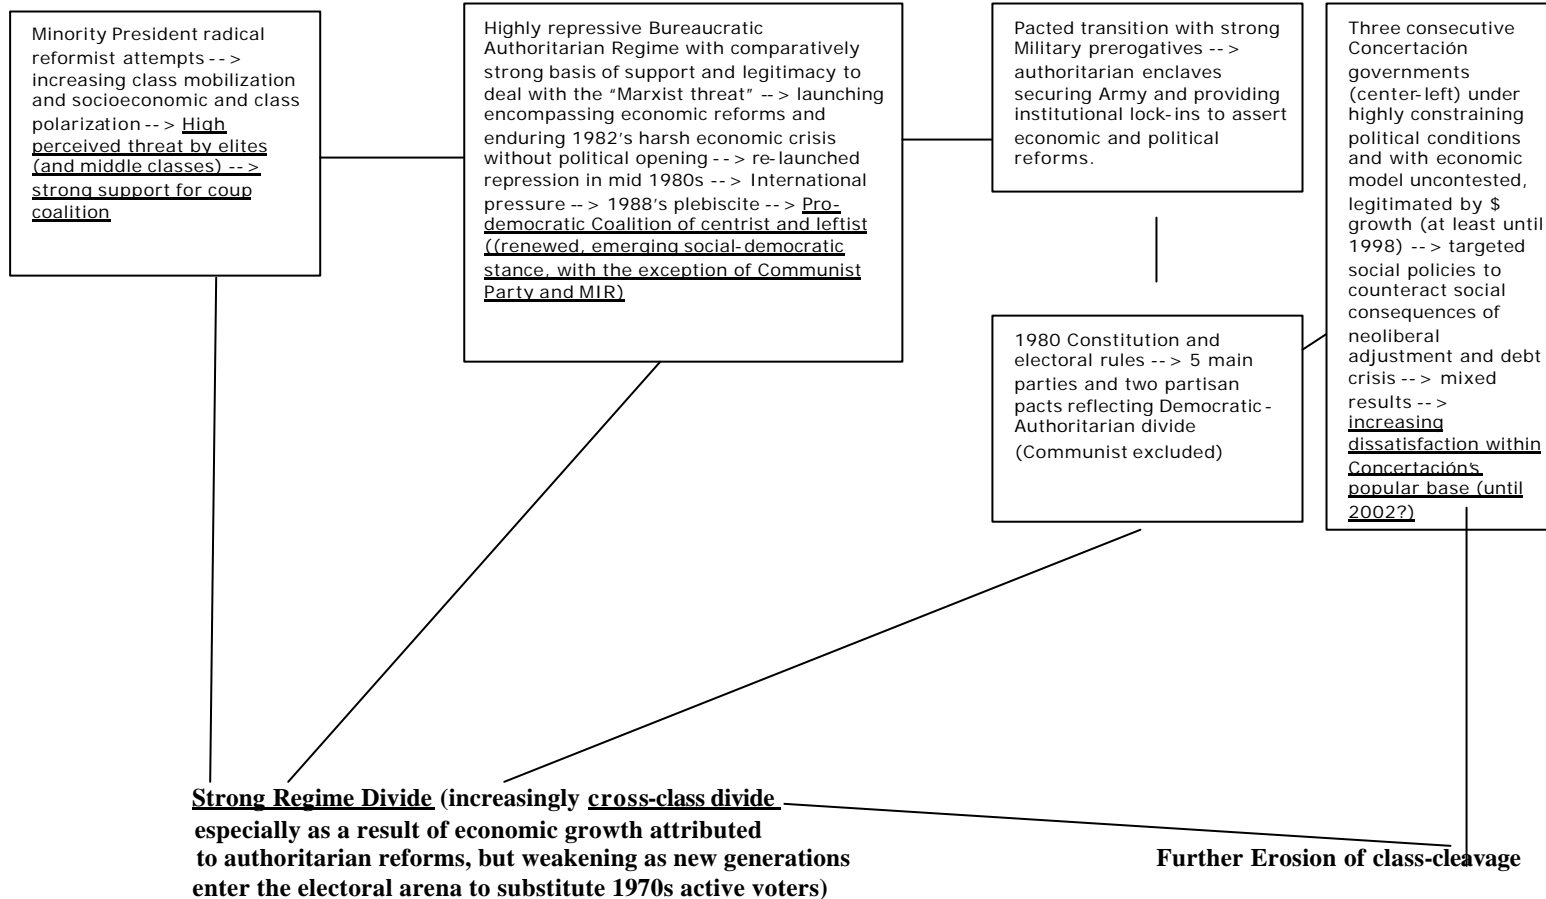 Minority President radical
reformist attempts -->
increasing class mobilization
and socioeconomic and class
polarization --> High
perceived threat by elites
(and middle classes) -->
strong support for coup
coalition
Highly repressive Bureaucratic
Authoritarian Regime with comparatively
strong basis of support and legitimacy to
deal with the “Marxist threat” --> launching
encompassing economic reforms and
enduring 1982’s harsh economic crisis
without political opening --> re-launched
repression in mid 1980s --> International
pressure --> 1988’s plebiscite --> Pro-
democratic Coalition of centrist and leftist
((renewed, emerging social-democratic
stance, with the exception of Communist
Party and MIR)
Pacted transition with strong
Military prerogatives -->
authoritarian enclaves
securing Army and providing
institutional lock-ins to assert
economic and political
reforms.
1980 Constitution and
electoral rules --> 5 main
parties and two partisan
pacts reflecting Democratic-
Authoritarian divide
(Communist excluded)
Three consecutive
Concertación
governments
(center-left) under
highly constraining
political conditions
and with economic
model uncontested,
legitimated by $
growth (at least until
1998) --> targeted
social policies to
counteract social
consequences of
neoliberal
adjustment and debt
crisis --> mixed
results -->
increasing
dissatisfaction within
Concertación’s
popular base (until
2002?)
Strong Regime Divide (increasingly cross-class divide
especially as a result of economic growth attributed
to authoritarian reforms, but weakening as new generations
enter the electoral arena to substitute 1970s active voters)
Further Erosion of class-cleavage